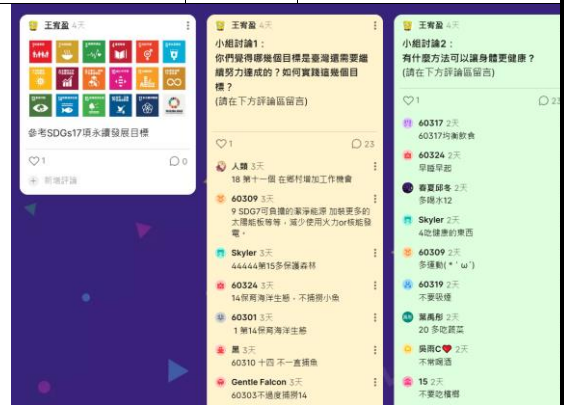 王宥盈 4天
參考SDGs17項永續發展目標
1
0
新增評論
王宥盈 4天
小組討論1：
你們覺得哪幾個目標是臺灣還需要繼
續努力達成的？如何實踐這幾個目
標？
(請在下方評論區留言)
1
23
人類 3天
18 第十一個 在鄉村增加工作機會
60309 3天
9 SDG7可負擔的潔淨能源 加裝更多的
太陽能板等等，減少使用火力or核能發
電。
Skyler 3天
44444第15多保護森林
60324 3天
14保育海洋生態，不捕撈小魚
60301 3天
1 第14保育海洋生態
黑 3天
60310 十四 不一直捕魚
Gentle Falcon 3天
60303不過度捕撈14
王宥盈 4天
小組討論2：
有什麼方法可以讓身體更健康？
(請在下方評論區留言)
1
23
60317 2天
60317均衡飲食
60324 2天
早睡早起
春夏邱冬 2天
多喝水12
Skyler 2天
4吃健康的東西
60309 2天
多運動(*´ω`)
60319 2天
不要吸煙
葉禹彤 2天
20 多吃蔬菜
吳雨C❤ 2天
不常喝酒
15 2天
不要吃檳榔